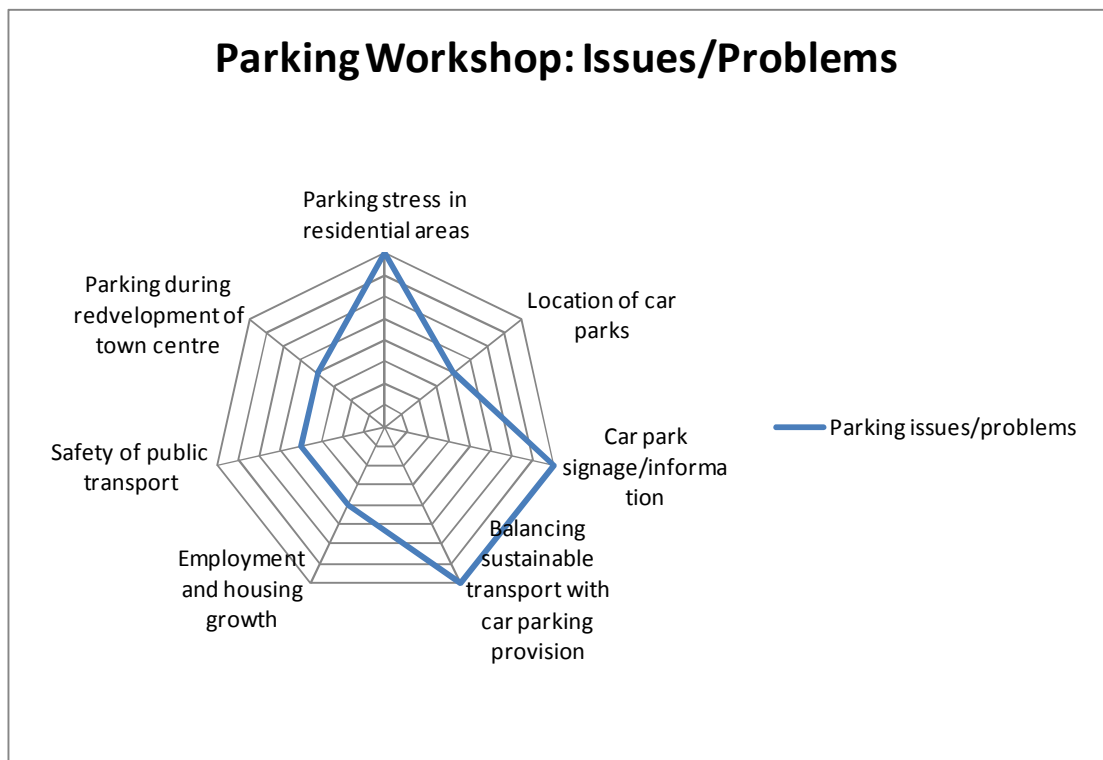 Parking Workshop: Issues/Problems
Parking stress in
residential areas
Location of car
parks
Car park
signage/informa
tion
Balancing
sustainable
transport with
car parking
provision
Employment
and housing
growth
Safety of public
transport
Parking during
redvelopment of
town centre
Parking issues/problems